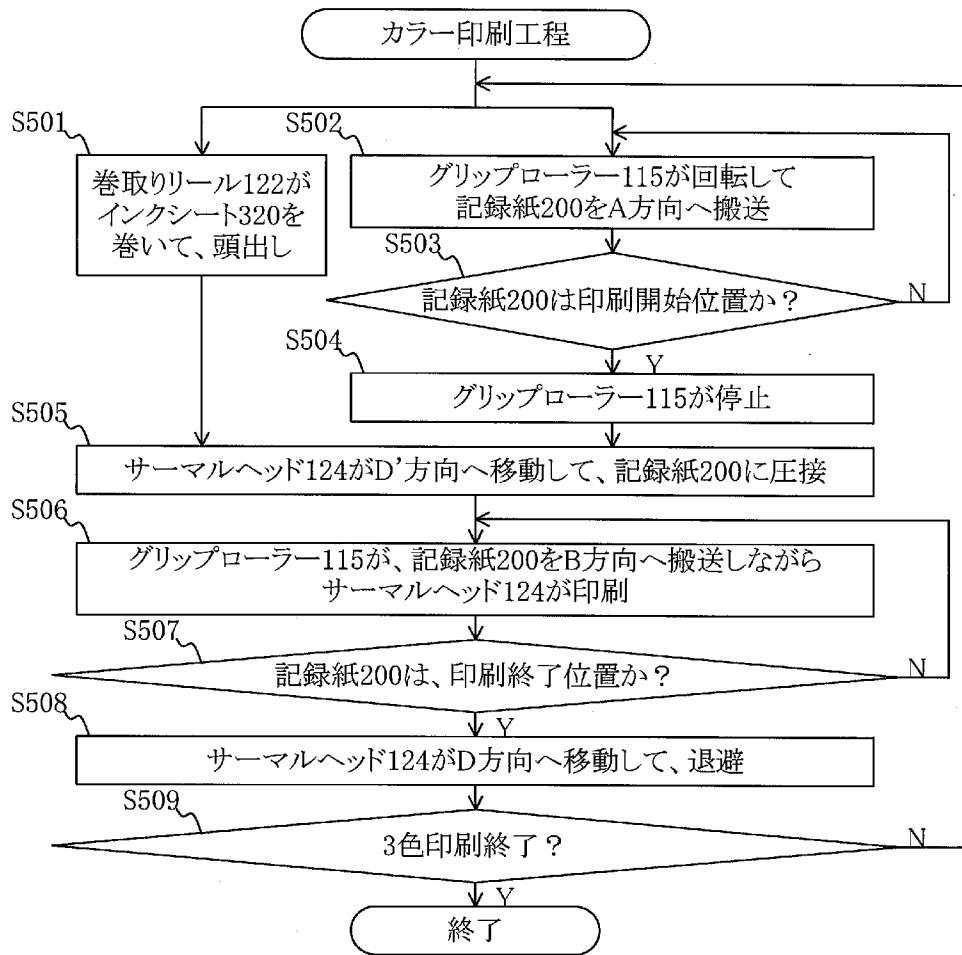 カラー印刷工程
S501
S502
巻取りリール122が
インクシート320を
巻いて、頭出し
グリップローラー115が回転して
記録紙200をA方向へ搬送
S503
記録紙200は印刷開始位置か？
N
Y
S504
グリップローラー115が停止
S505
サーマルヘッド124がD’方向へ移動して、記録紙200に圧接
S506
グリップローラー115が、記録紙200をB方向へ搬送しながら
サーマルヘッド124が印刷
S507
記録紙200は、印刷終了位置か？
N
Y
S508
サーマルヘッド124がD方向へ移動して、退避
S509
3色印刷終了？
N
Y
終了